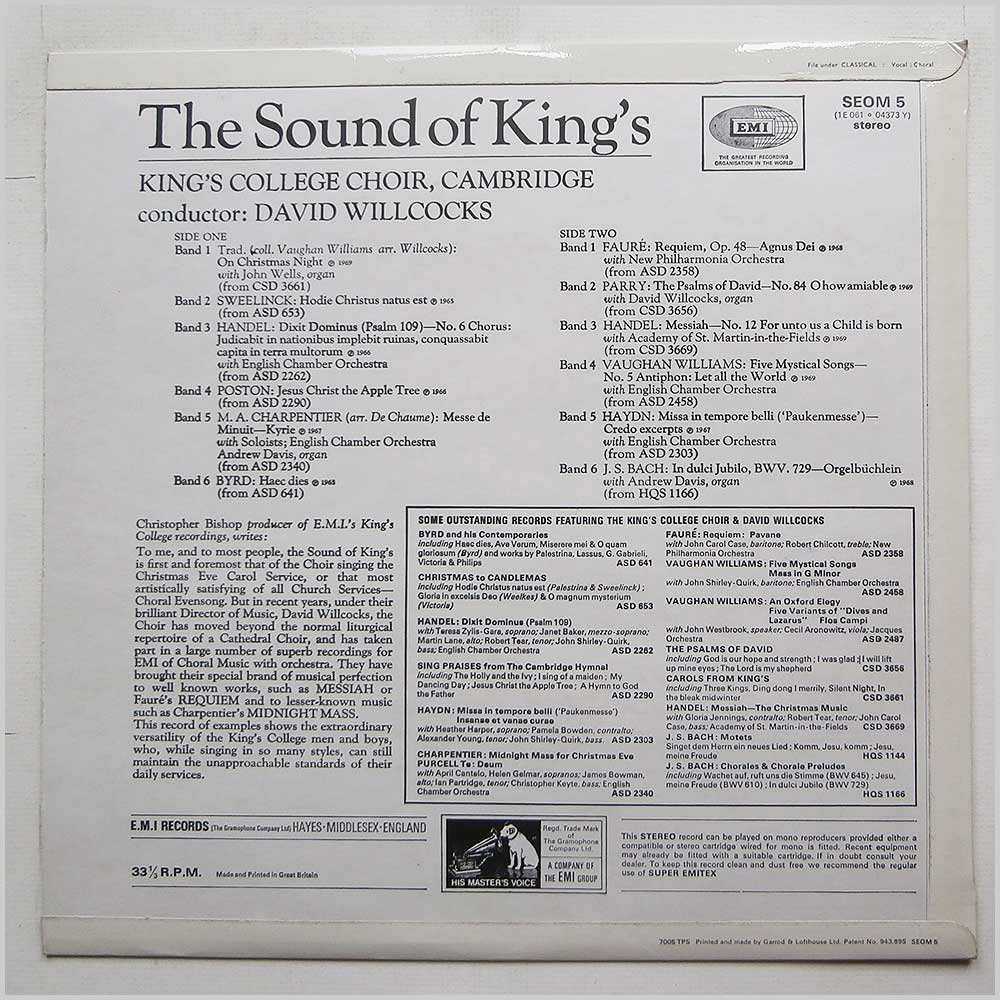 File under CLASSICAL : Vocal : Choral
The Sound of King's
KING'S COLLEGE CHOIR, CAMBRIDGE
conductor: DAVID WILLCOCKS
EMI
THE GREATEST RECORDING
ORGANISATION IN THE WORLD
SEOM 5
(1E 061 ∘ 04373 Y)
stereo
SIDE ONE
Band 1 Trad. (coll. Vaughan Williams arr. Willcocks):
On Christmas Night ℗ 1969
with John Wells, organ
(from CSD 3661)
Band 2 SWEELINCK: Hodie Christus natus est ℗ 1965
(from ASD 653)
Band 3 HANDEL: Dixit Dominus (Psalm 109)—No. 6 Chorus:
Judicabit in nationibus implebit ruinas, conquassabit
capita in terra multorum ℗ 1966
with English Chamber Orchestra
(from ASD 2262)
Band 4 POSTON: Jesus Christ the Apple Tree ℗ 1966
(from ASD 2290)
Band 5 M. A. CHARPENTIER (arr. De Chaume): Messe de
Minuit—Kyrie ℗ 1967
with Soloists; English Chamber Orchestra
Andrew Davis, organ
(from ASD 2340)
Band 6 BYRD: Haec dies ℗ 1965
(from ASD 641)
SIDE TWO
Band 1 FAURÉ: Requiem, Op. 48—Agnus Dei ℗ 1968
with New Philharmonia Orchestra
(from ASD 2358)
Band 2 PARRY: The Psalms of David—No. 84 O how amiable ℗ 1969
with David Willcocks, organ
(from CSD 3656)
Band 3 HANDEL: Messiah—No. 12 For unto us a Child is born
with Academy of St. Martin-in-the-Fields ℗ 1969
(from CSD 3669)
Band 4 VAUGHAN WILLIAMS: Five Mystical Songs—
No. 5 Antiphon: Let all the World ℗ 1969
with English Chamber Orchestra
(from ASD 2458)
Band 5 HAYDN: Missa in tempore belli ('Paukenmesse')—
Credo excerpts ℗ 1967
with English Chamber Orchestra
(from ASD 2303)
Band 6 J. S. BACH: In dulci Jubilo, BWV. 729—Orgelbüchlein
with Andrew Davis, organ ℗ 1968
(from HQS 1166)
Christopher Bishop producer of E.M.I.'s King's
College recordings, writes:
To me, and to most people, the Sound of King's
is first and foremost that of the Choir singing the
Christmas Eve Carol Service, or that most
artistically satisfying of all Church Services—
Choral Evensong. But in recent years, under their
brilliant Director of Music, David Willcocks, the
Choir has moved beyond the normal liturgical
repertoire of a Cathedral Choir, and has taken
part in a large number of superb recordings for
EMI of Choral Music with orchestra. They have
brought their special brand of musical perfection
to well known works, such as MESSIAH or
Fauré's REQUIEM and to lesser-known music
such as Charpentier's MIDNIGHT MASS.
This record of examples shows the extraordinary
versatility of the King's College men and boys,
who, while singing in so many styles, can still
maintain the unapproachable standards of their
daily services.
SOME OUTSTANDING RECORDS FEATURING THE KING'S COLLEGE CHOIR & DAVID WILLCOCKS
BYRD and his Contemporaries
including Haec dies, Ave Verum, Miserere mei & O quam
gloriosum (Byrd) and works by Palestrina, Lassus, G. Gabrieli,
Victoria & Philips ASD 641
CHRISTMAS to CANDLEMAS
including Hodie Christus natus est (Palestrina & Sweelinck) ;
Gloria in excelsis Deo (Weelkes) & O magnum mysterium
(Victoria) ASD 653
HANDEL: Dixit Dominus (Psalm 109)
with Teresa Zylis-Gara, soprano; Janet Baker, mezzo-soprano;
Martin Lane, alto; Robert Tear, tenor; John Shirley-Quirk,
bass; English Chamber Orchestra ASD 2262
SING PRAISES from The Cambridge Hymnal
including The Holly and the Ivy ; I sing of a maiden ; My
Dancing Day ; Jesus Christ the Apple Tree ; A Hymn to God
the Father ASD 2290
HAYDN: Missa in tempore belli ('Paukenmesse')
Insanae et vanae curae
with Heather Harper, soprano; Pamela Bowden, contralto;
Alexander Young, tenor; John Shirley-Quirk, bass. ASD 2303
CHARPENTIER: Midnight Mass for Christmas Eve
PURCELL Te: Deum
with April Cantelo, Helen Gelmar, sopranos; James Bowman,
alto; Ian Partridge, tenor; Christopher Keyte, bass; English
Chamber Orchestra ASD 2340
FAURÉ: Requiem: Pavane
with John Carol Case, baritone; Robert Chilcott, treble; New
Philharmonia Orchestra ASD 2358
VAUGHAN WILLIAMS: Five Mystical Songs
Mass in G Minor
with John Shirley-Quirk, baritone; English Chamber Orchestra
ASD 2458
VAUGHAN WILLIAMS: An Oxford Elegy
Five Variants of "Dives and
Lazarus" Flos Campi
with John Westbrook, speaker; Cecil Aronowitz, viola; Jacques
Orchestra ASD 2487
THE PSALMS OF DAVID
including God is our hope and strength ; I was glad ; I will lift
up mine eyes ; The Lord is my shepherd CSD 3656
CAROLS FROM KING'S
including Three Kings, Ding dong I merrily, Silent Night, In
the bleak midwinter CSD 3661
HANDEL: Messiah—The Christmas Music
with Gloria Jennings, contralto; Robert Tear, tenor; John Carol
Case, bass; Academy of St. Martin-in-the-Fields CSD 3669
J. S. BACH: Motets
Singet dem Herrn ein neues Lied ; Komm, Jesu, komm ; Jesu,
meine Freude HQS 1144
J. S. BACH: Chorales & Chorale Preludes
including Wachet auf, ruft uns die Stimme (BWV 645) ; Jesu,
meine Freude (BWV 610) ; In dulci Jubilo (BWV 729)
HQS 1166
E.M.I RECORDS (The Gramophone Company Ltd) HAYES · MIDDLESEX · ENGLAND
33⅓ R.P.M. Made and Printed in Great Britain
HIS MASTER'S VOICE
Regd. Trade Mark
of The Gramophone
Company Ltd.
A COMPANY OF
THE EMI GROUP
This STEREO record can be played on mono reproducers provided either a
compatible or stereo cartridge wired for mono is fitted. Recent equipment
may already be fitted with a suitable cartridge. If in doubt consult your
dealer. To keep this record clean and dust free we recommend the regular
use of SUPER EMITEX
7005 TPS Printed and made by Garrod & Lofthouse Ltd. Patent No. 943,895 SEOM 5